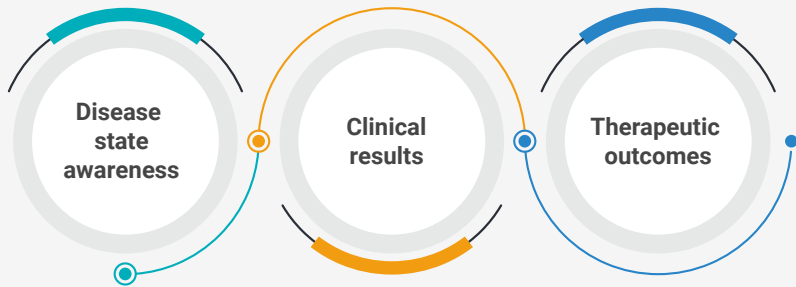 Disease
state
awareness
Clinical
results
Therapeutic
outcomes